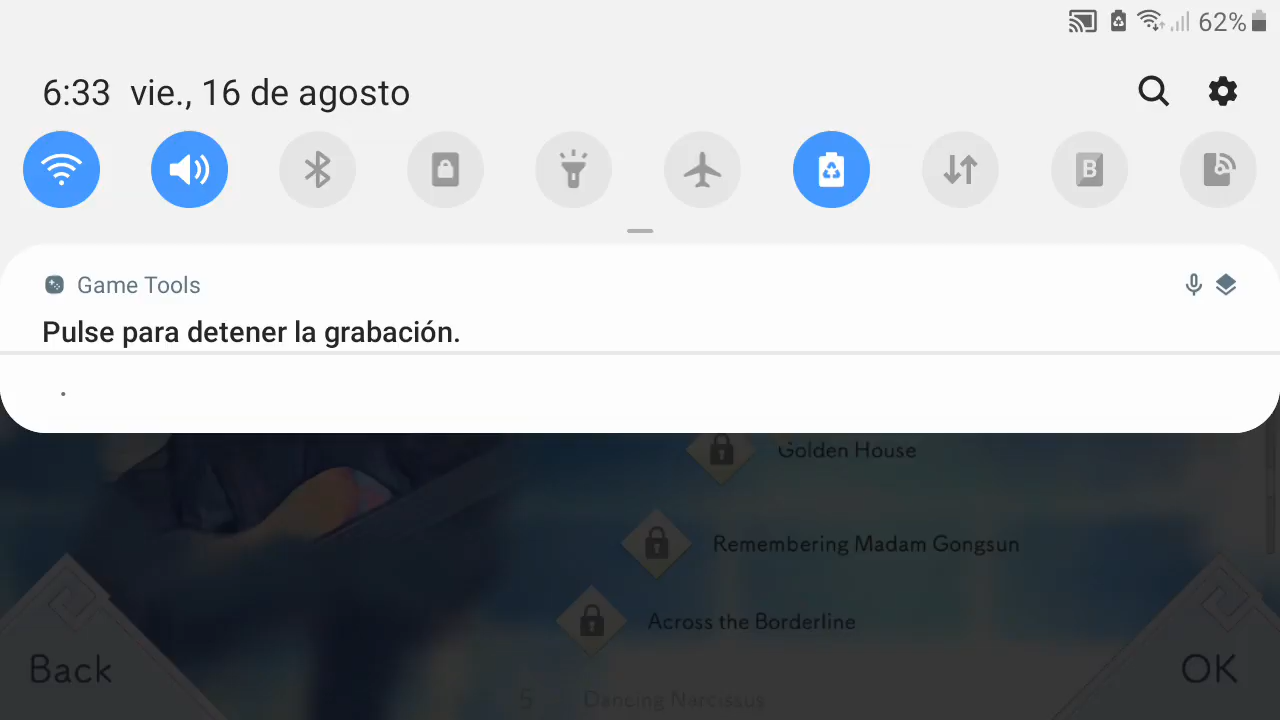 62%
6:33 vie., 16 de agosto
B
Game Tools
Pulse para detener la grabación.
.
Golden House
Remembering Madam Gongsun
Across the Borderline
Back
OK
5 Dancing Narcissus